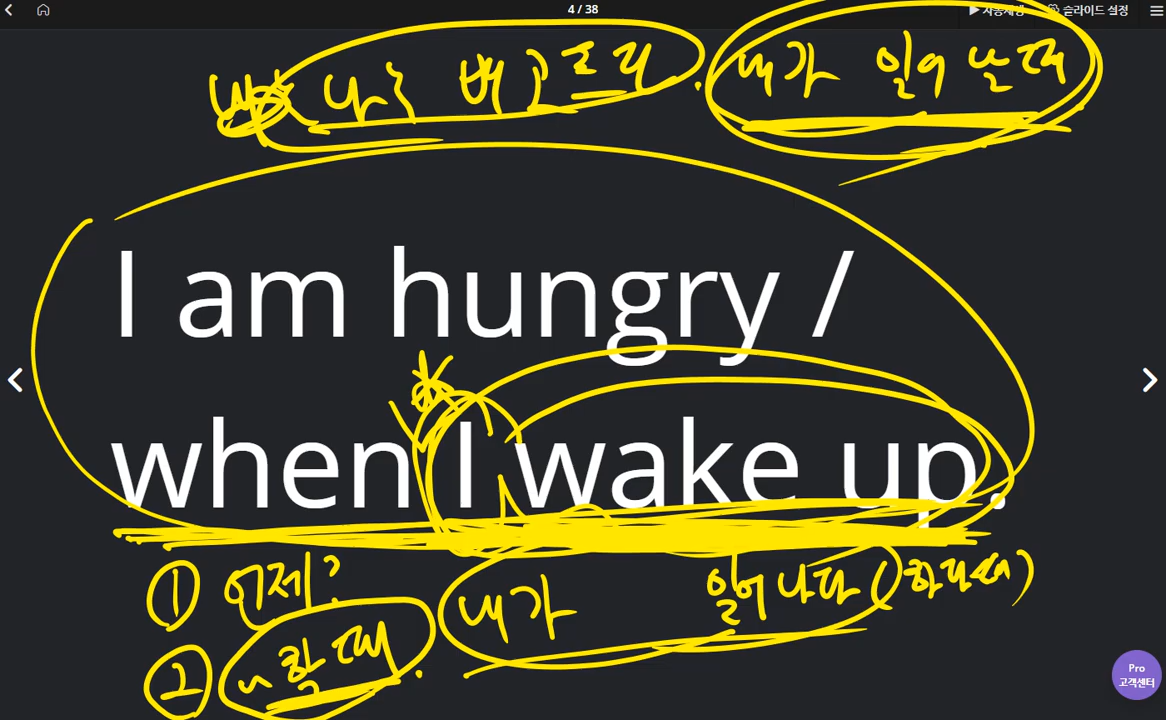 4 / 38
자동재생 슬라이드 설정
나는 배고프다. 내가 일어날때
I am hungry /
when I wake up.
① 언제?
내가 일어나다 (하다 때)
② ~할 때.
Pro
고객센터